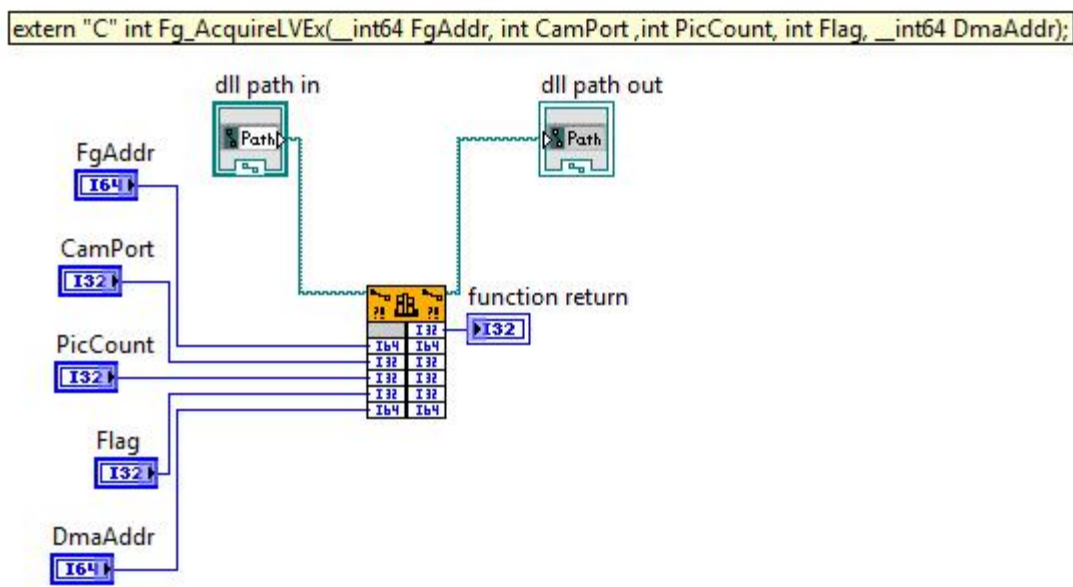 extern "C" int Fg_AcquireLVEx(__int64 FgAddr, int CamPort ,int PicCount, int Flag, __int64 DmaAddr);
dll path in
dll path out
Path
Path
FgAddr
I64
CamPort
I32
function return
?!
?!
I32
I32
PicCount
I32
I64 I64
I32 I32
I32 I32
I32 I32
I64 I64
Flag
I32
DmaAddr
I64